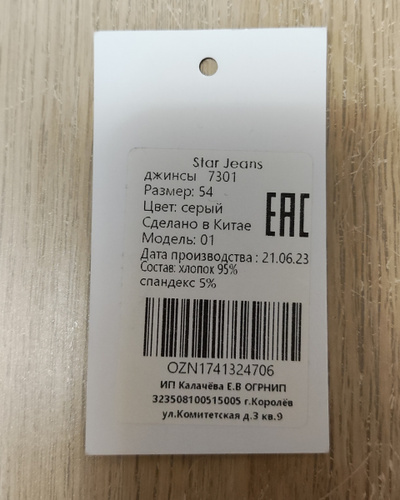 Star Jeans
джинсы 7301
Размер: 54
Цвет: серый
Сделано в Китае
EAC
Модель: 01
Дата производства : 21.06.23
Состав: хлопок 95%
спандекс 5%
OZN1741324706
ИП Калачёва Е.В ОГРНИП
323508100515005 г.Королёв
ул.Комитетская д.3 кв.9